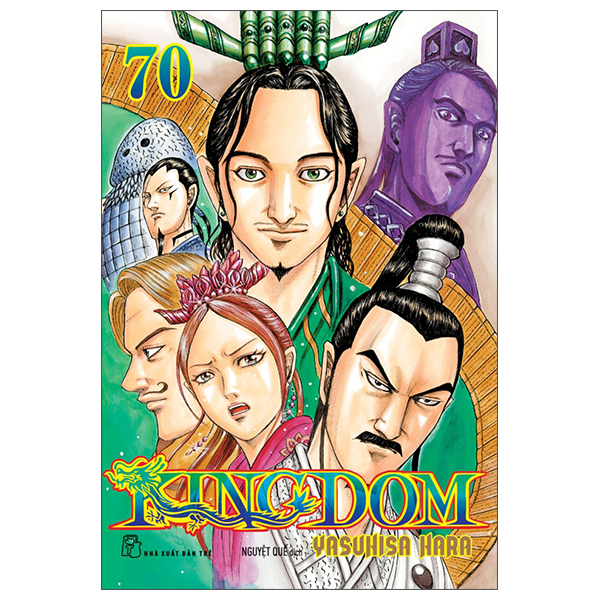 70
KINGDOM
NHÀ XUẤT BẢN TRẺ
NGUYỆT QUẾ dịch
YASUHISA HARA